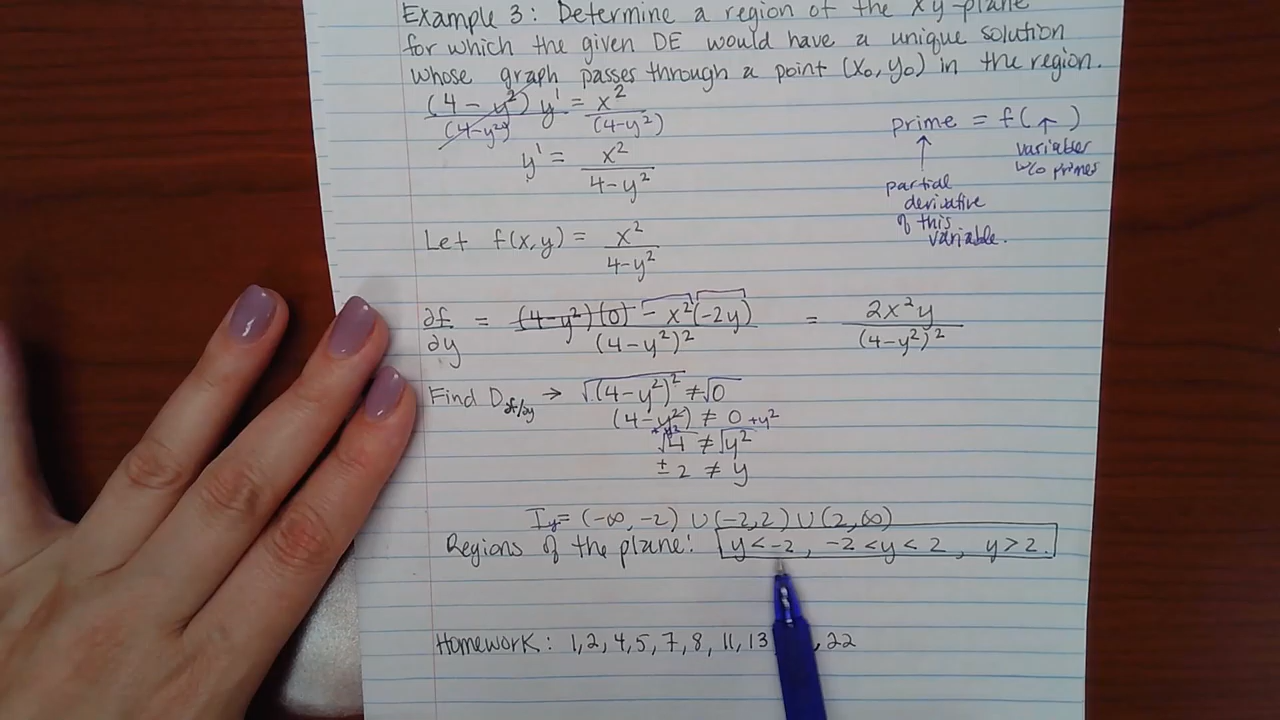 Example 3: Determine a region of the xy-plane
for which the given DE would have a unique solution
whose graph passes through a point (x₀, y₀) in the region.
(4 - y²) y' = x²
(4-y²) (4-y²)
y' = x² / 4-y²
prime = f(↑)
variables
w/o primes
↑
partial
derivative
of this
variable.
Let f(x,y) = x² / 4-y²
∂f/∂y = (4-y²)(0) - x²(-2y) / (4-y²)² = 2x²y / (4-y²)²
Find D ∂f/∂y → √(4-y²)² ≠ √0
(4-y²) ≠ 0 +y²
+y²
√4 ≠ √y²
± 2 ≠ y
I_y = (-∞, -2) ∪ (-2,2) ∪ (2,∞)
Regions of the plane: y < -2, -2 < y < 2, y > 2.
Homework: 1, 2, 4, 5, 7, 8, 11, 13 , 22